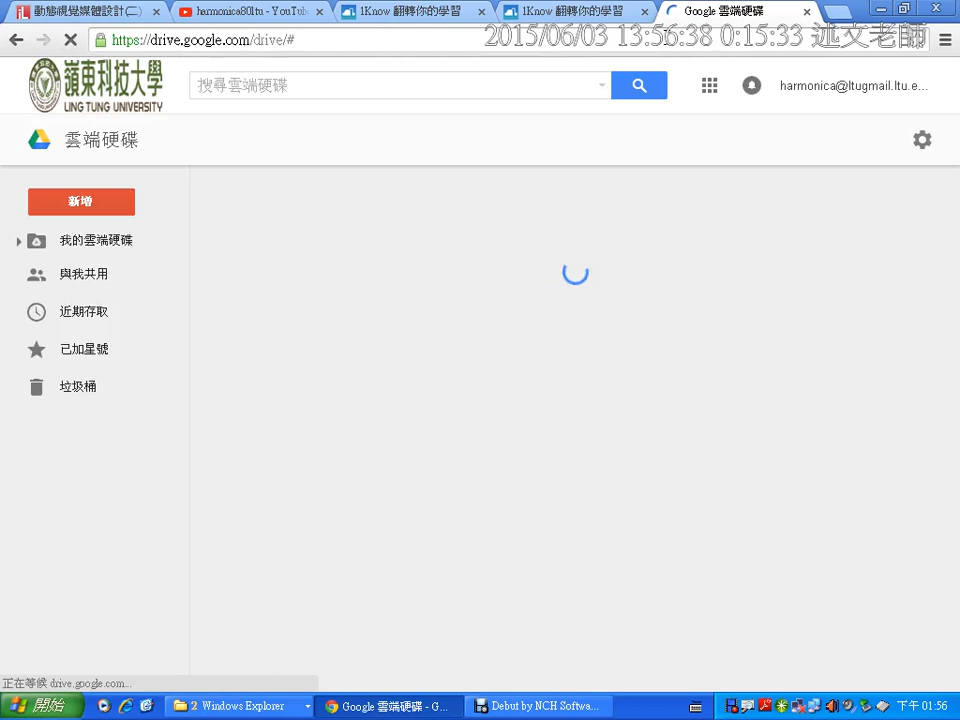 動態視覺媒體設計(二)
harmonica80ltu - YouTub
1Know 翻轉你的學習
1Know 翻轉你的學習
Google 雲端硬碟
https://drive.google.com/drive/#
2015/06/03 13:56:38 0:15:33 述文老師
嶺東科技大學
LING TUNG UNIVERSITY
搜尋雲端硬碟
harmonica@ltugmail.ltu.e...
雲端硬碟
新增
我的雲端硬碟
與我共用
近期存取
已加星號
垃圾桶
正在等候 drive.google.com...
開始
2 Windows Explorer
Google 雲端硬碟 - G...
Debut by NCH Softwa...
下午 01:56